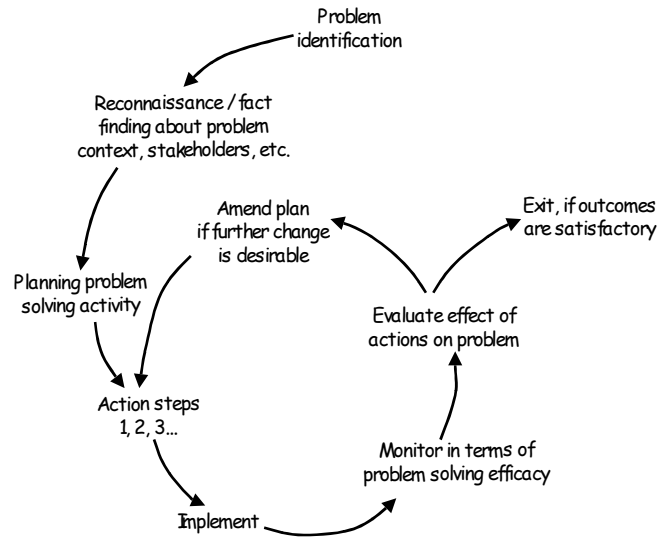 Problem
identification
Reconnaissance / fact
finding about problem
context, stakeholders, etc.
Planning problem
solving activity
Action steps
1, 2, 3...
Implement
Monitor in terms of
problem solving efficacy
Evaluate effect of
actions on problem
Amend plan
if further change
is desirable
Exit, if outcomes
are satisfactory